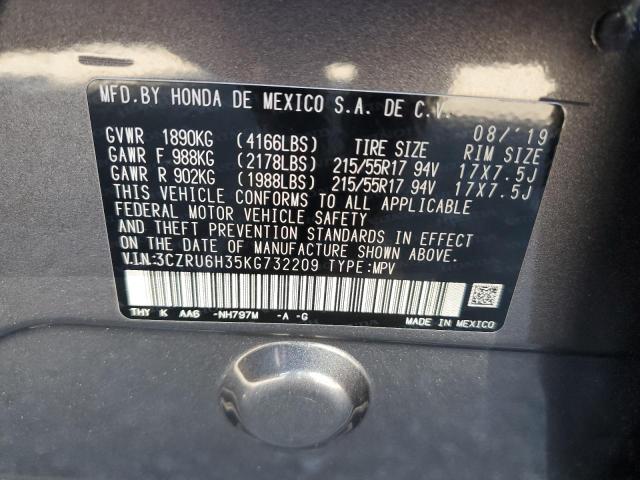 MFD.BY HONDA DE MEXICO S.A. DE C.V.
08/'19
GVWR 1890KG (4166LBS) TIRE SIZE RIM SIZE
GAWR F 988KG (2178LBS) 215/55R17 94V 17X7.5J
GAWR R 902KG (1988LBS) 215/55R17 94V 17X7.5J
THIS VEHICLE CONFORMS TO ALL APPLICABLE
FEDERAL MOTOR VEHICLE SAFETY
AND THEFT PREVENTION STANDARDS IN EFFECT
ON THE DATE OF MANUFACTURE SHOWN ABOVE.
V.I.N:3CZRU6H35KG732209 TYPE:MPV
THY K AA6 -NH797M -A -G MADE IN MEXICO